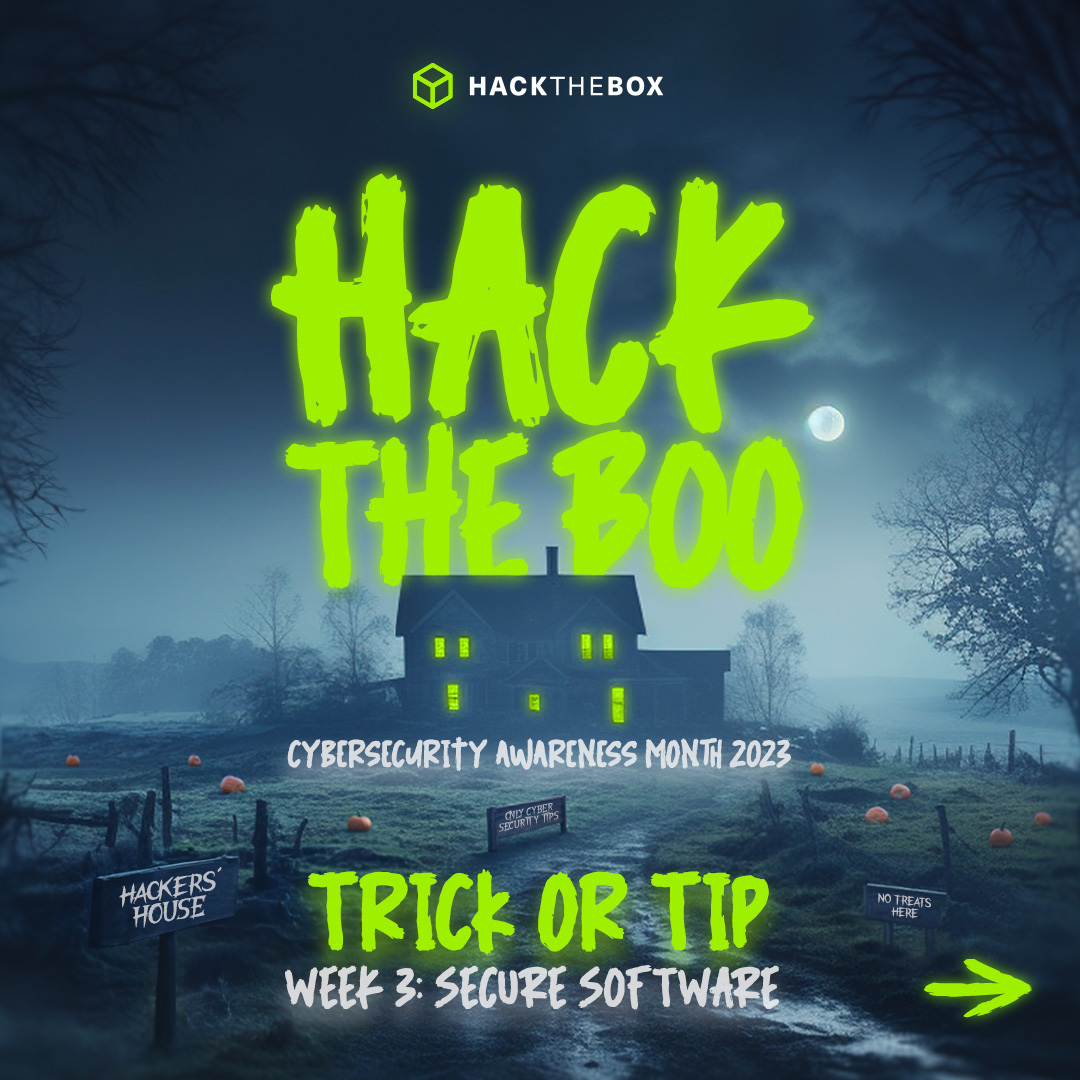 HACKTHEBOX
HACK
THE BOO
CYBERSECURITY AWARENESS MONTH 2023
ONLY CYBER
SECURITY TIPS
HACKERS'
HOUSE
NO TREATS
HERE
TRICK OR TIP
WEEK 3: SECURE SOFTWARE